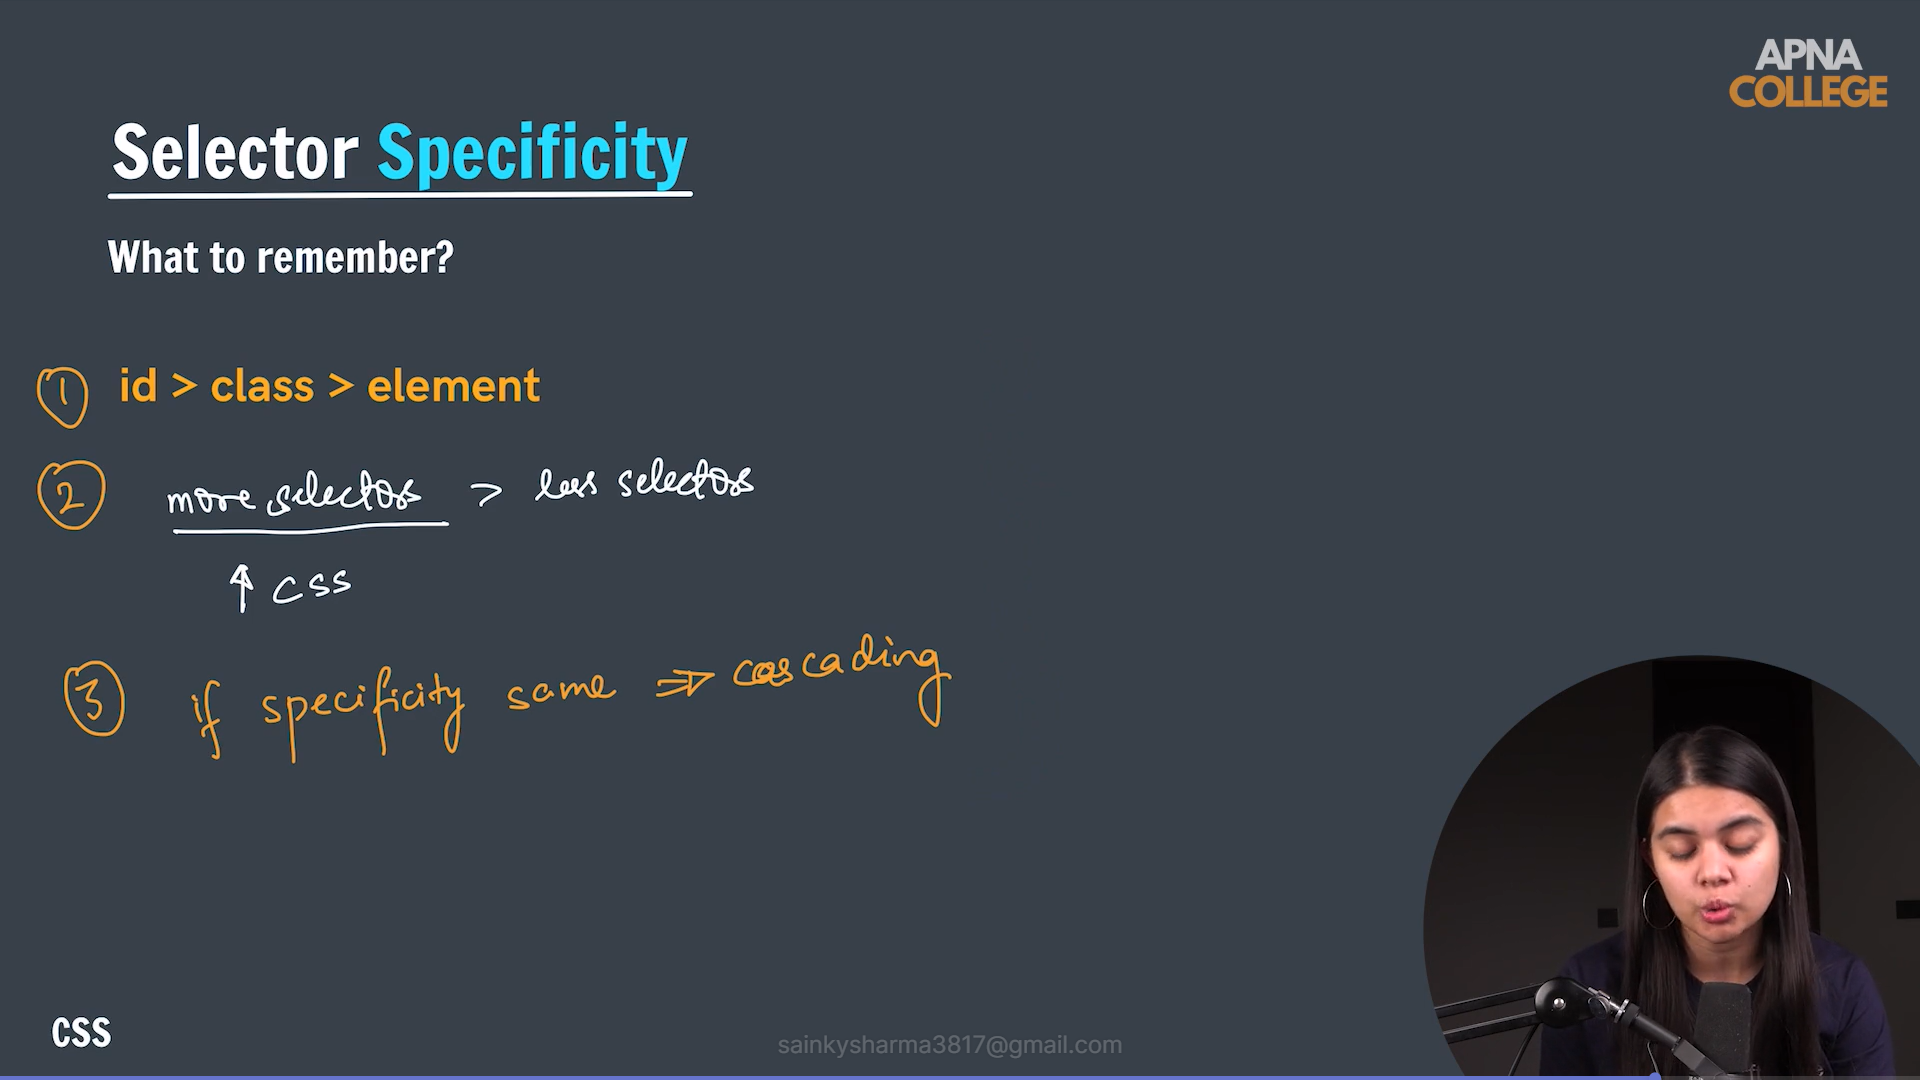 APNA
COLLEGE
Selector Specificity
What to remember?
1 id > class > element
2 more selectors > less selectors
↑ CSS
3 if specificity same ⇒ cascading
CSS
sainkysharma3817@gmail.com